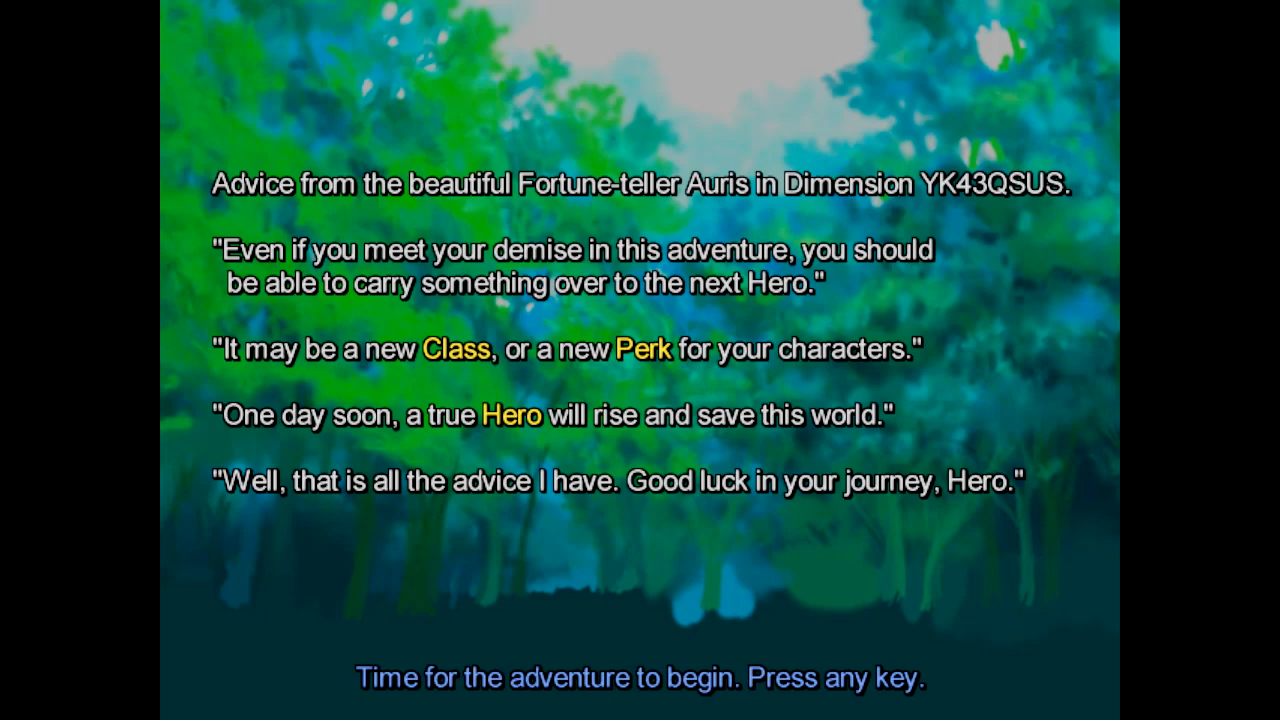 Advice from the beautiful Fortune-teller Auris in Dimension YK43QSUS.
"Even if you meet your demise in this adventure, you should
be able to carry something over to the next Hero."
"It may be a new Class, or a new Perk for your characters."
"One day soon, a true Hero will rise and save this world."
"Well, that is all the advice I have. Good luck in your journey, Hero."
Time for the adventure to begin. Press any key.